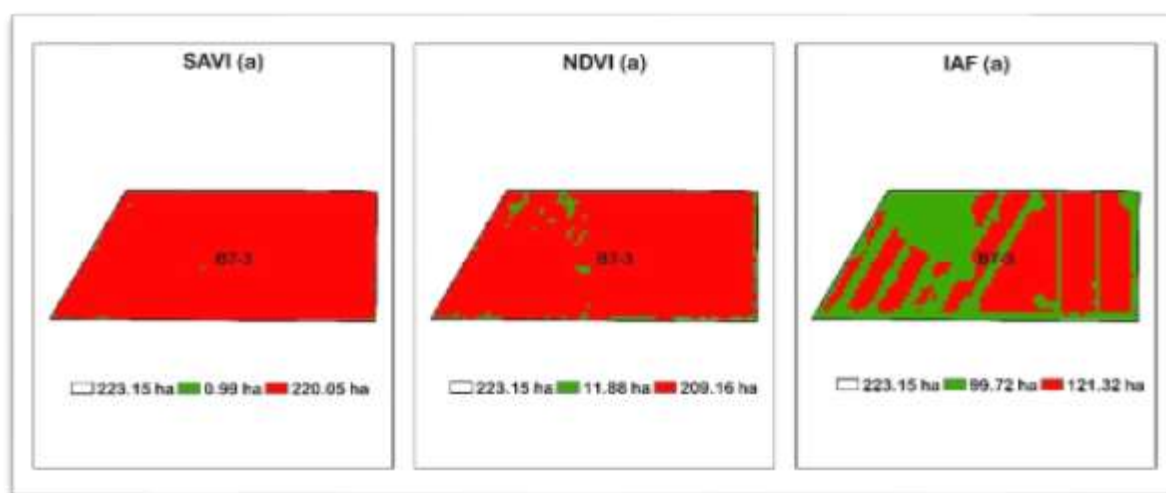 SAVI (a)
B7-3
223.15 ha 0.99 ha 220.05 ha
NDVI (a)
B7-3
223.15 ha 11.88 ha 209.16 ha
IAF (a)
B7-3
223.15 ha 99.72 ha 121.32 ha